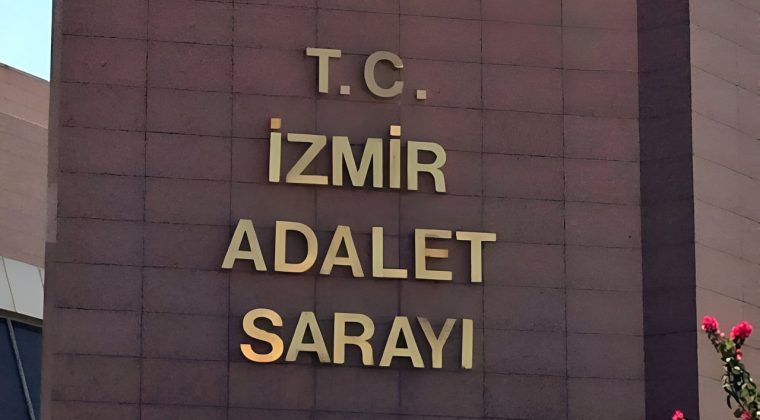 T.C.
İZMİR
ADALET
SARAYI